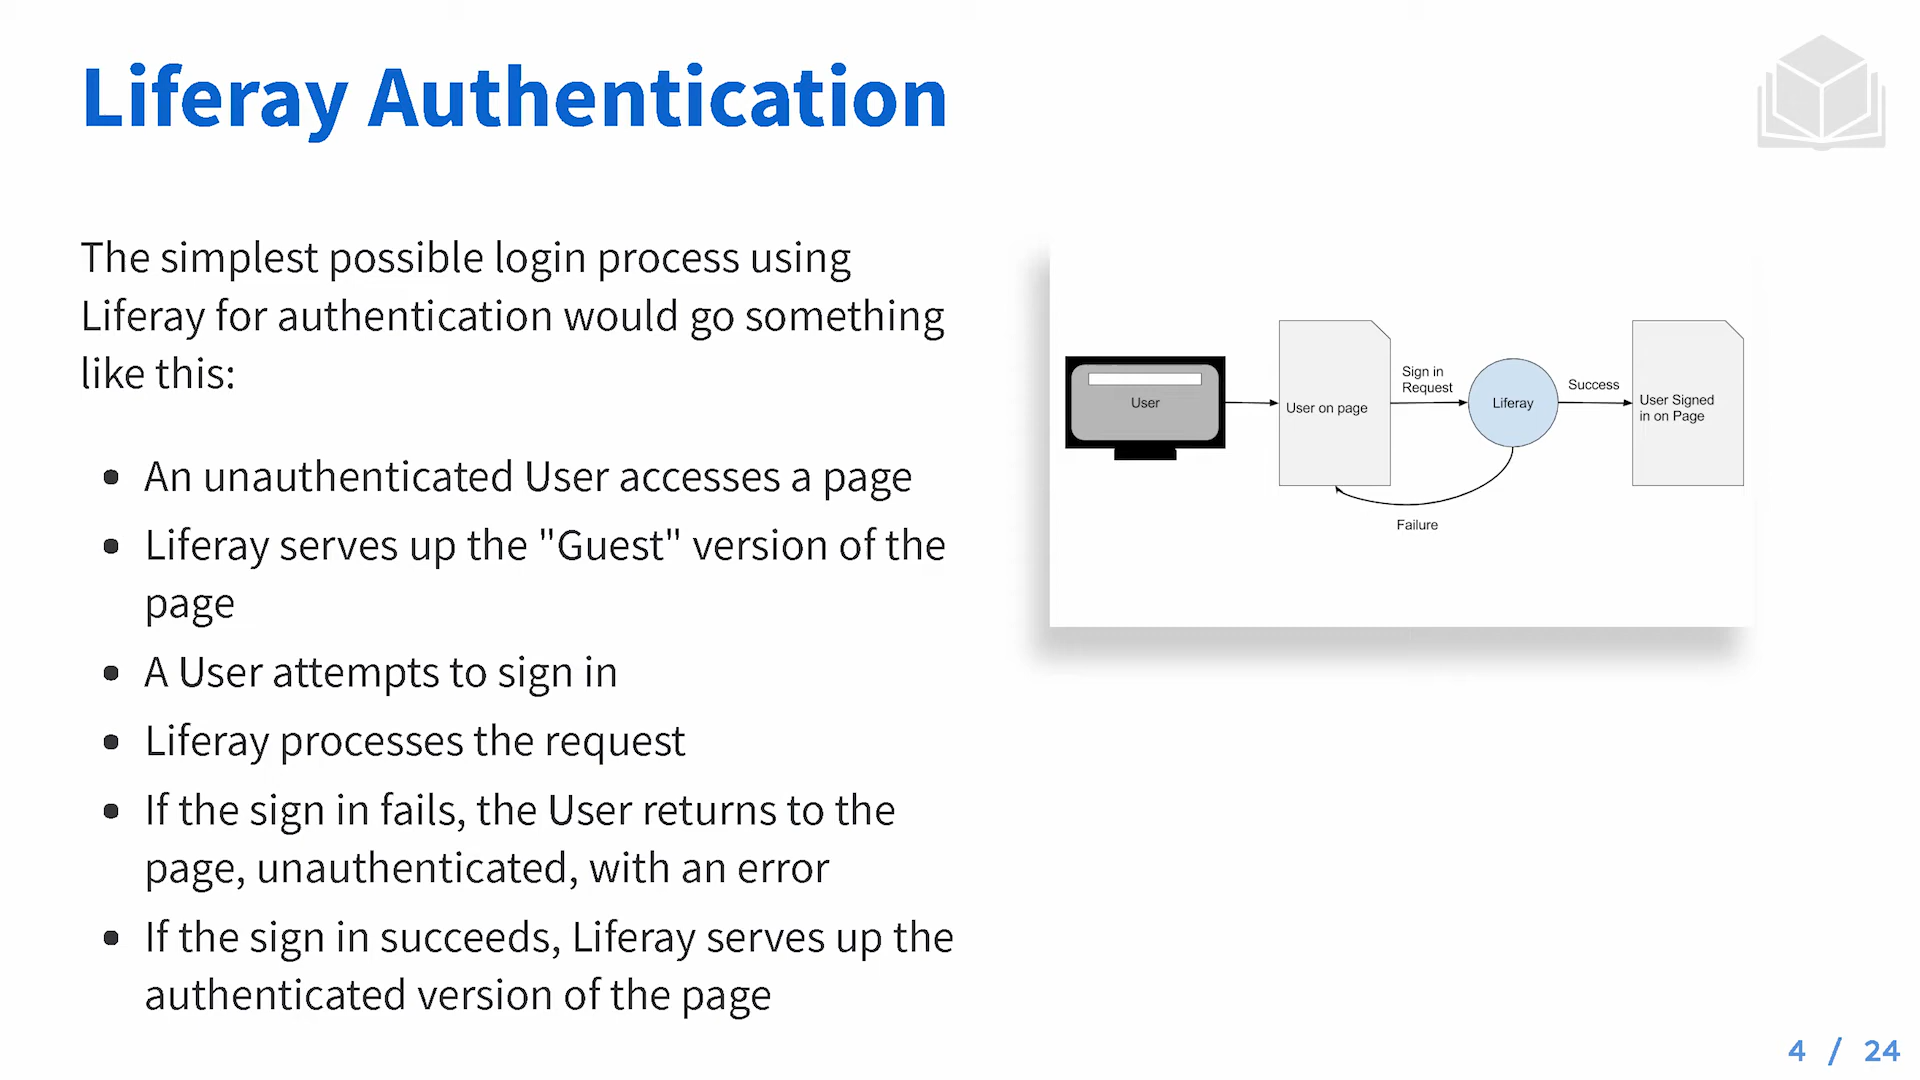 Liferay Authentication
The simplest possible login process using
Liferay for authentication would go something
like this:
• An unauthenticated User accesses a page
• Liferay serves up the "Guest" version of the
page
• A User attempts to sign in
• Liferay processes the request
• If the sign in fails, the User returns to the
page, unauthenticated, with an error
• If the sign in succeeds, Liferay serves up the
authenticated version of the page
User
User on page
Sign in
Request
Liferay
Success
User Signed
in on Page
Failure
4 / 24